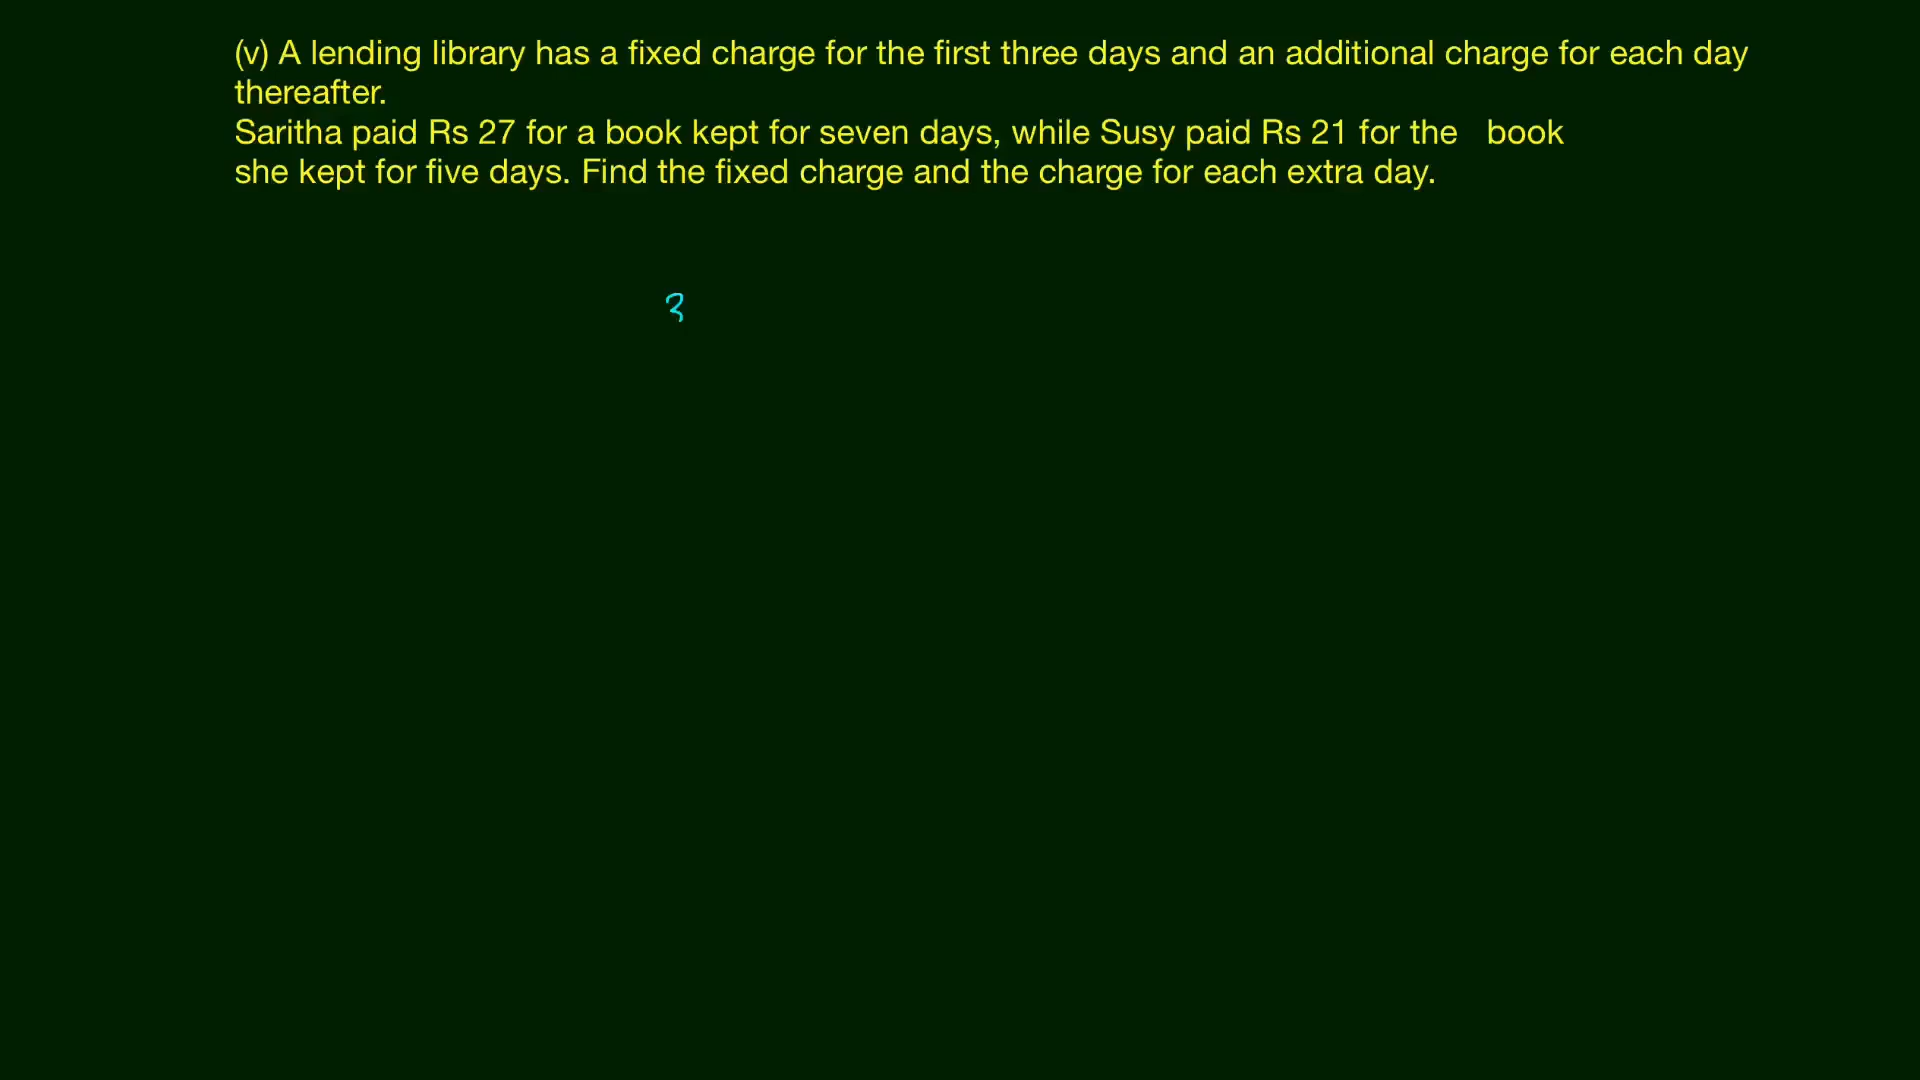 (v) A lending library has a fixed charge for the first three days and an additional charge for each day
thereafter.
Saritha paid Rs 27 for a book kept for seven days, while Susy paid Rs 21 for the book
she kept for five days. Find the fixed charge and the charge for each extra day.
3